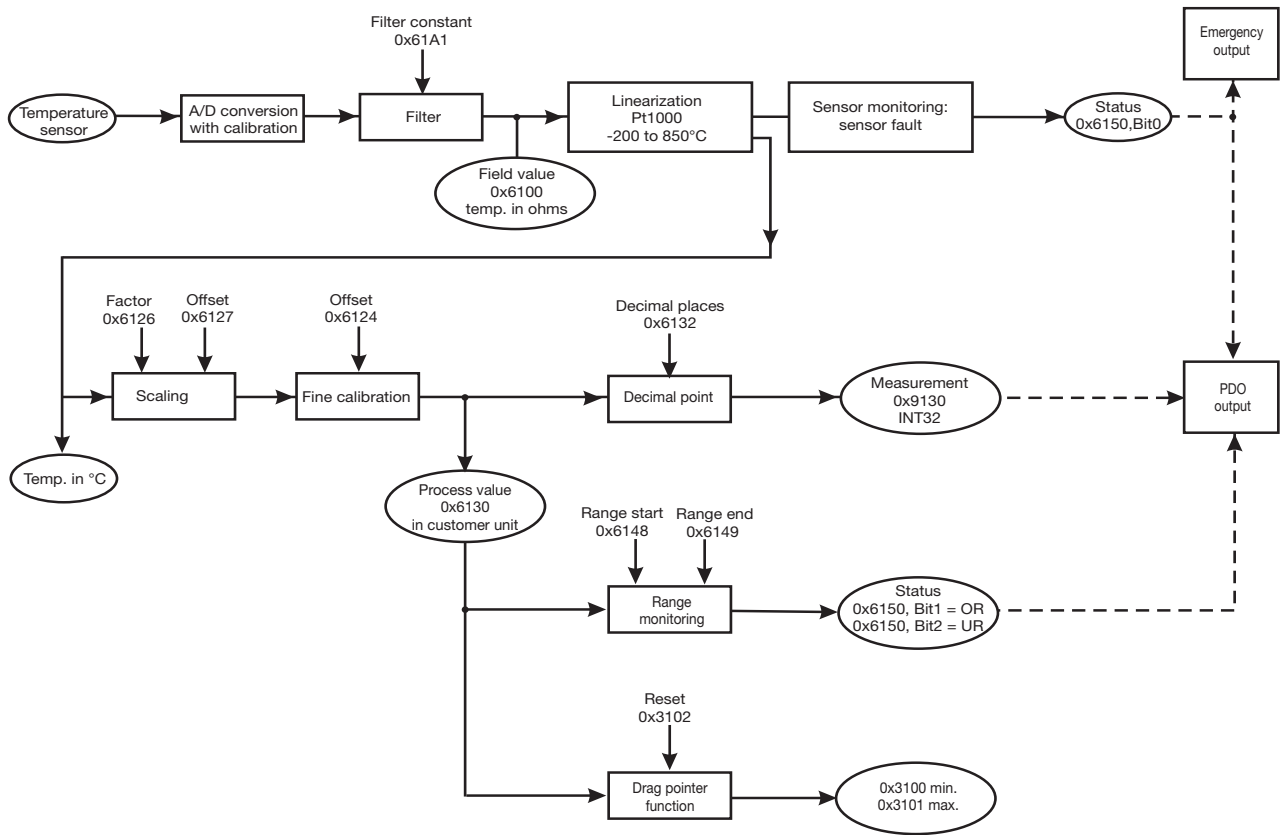 Filter constant
0x61A1
Emergency
output
Temperature
sensor
A/D conversion
with calibration
Filter
Linearization
Pt1000
-200 to 850°C
Sensor monitoring:
sensor fault
Status
0x6150,Bit0
Field value
0x6100
temp. in ohms
Factor
0x6126
Offset
0x6127
Offset
0x6124
Decimal places
0x6132
Scaling
Fine calibration
Decimal point
Measurement
0x9130
INT32
PDO
output
Temp. in °C
Process value
0x6130
in customer unit
Range start
0x6148
Range end
0x6149
Range
monitoring
Status
0x6150, Bit1 = OR
0x6150, Bit2 = UR
Reset
0x3102
Drag pointer
function
0x3100 min.
0x3101 max.